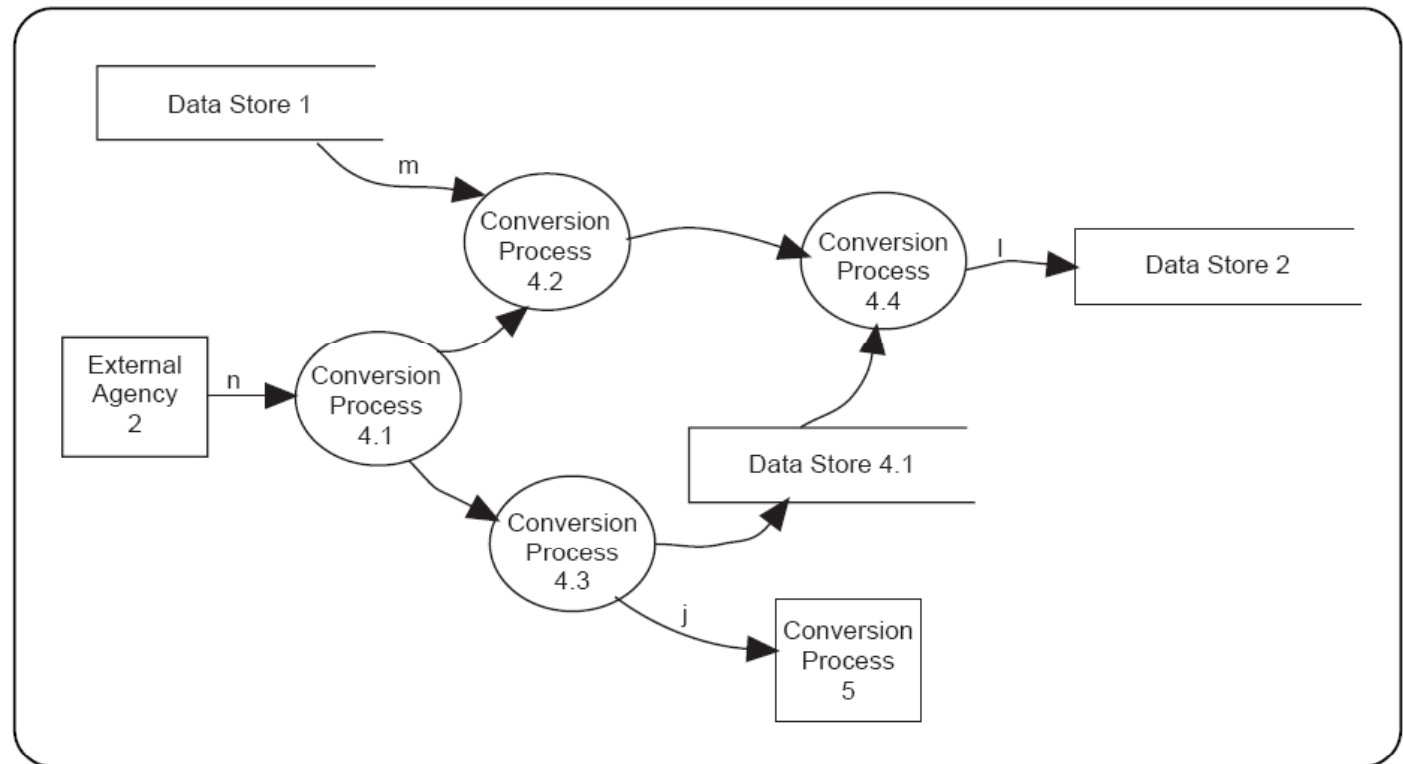 Data Store 1
m
Conversion
Process
4.2
Conversion
Process
4.4
l
Data Store 2
External
Agency
2
n
Conversion
Process
4.1
Data Store 4.1
Conversion
Process
4.3
j
Conversion
Process
5